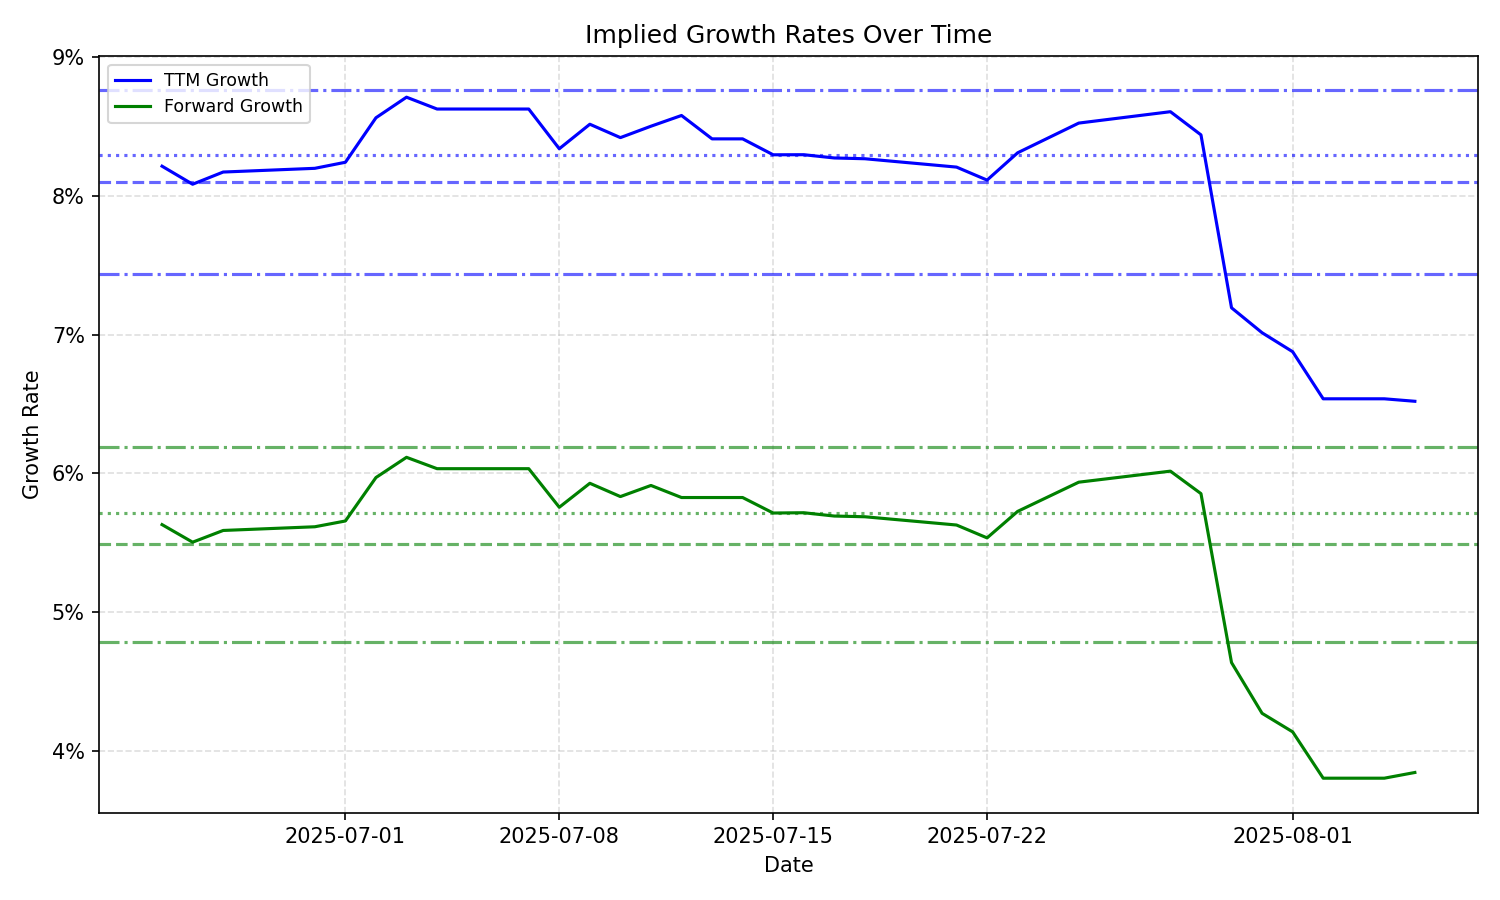 Implied Growth Rates Over Time
TTM Growth
Forward Growth
9%
8%
7%
6%
5%
4%
Growth Rate
2025-07-01
2025-07-08
2025-07-15
2025-07-22
2025-08-01
Date